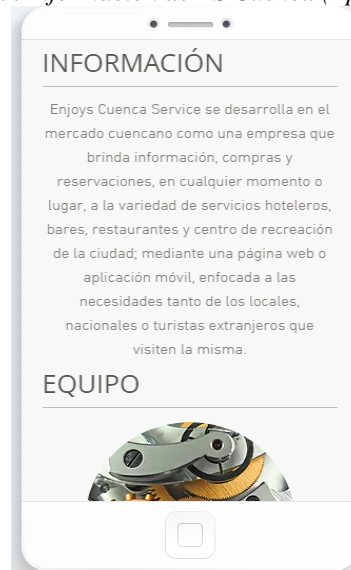 INFORMACIÓN
Enjoys Cuenca Service se desarrolla en el
mercado cuencano como una empresa que
brinda información, compras y
reservaciones, en cualquier momento o
lugar, a la variedad de servicios hoteleros,
bares, restaurantes y centro de recreación
de la ciudad; mediante una página web o
aplicación móvil, enfocada a las
necesidades tanto de los locales,
nacionales o turistas extranjeros que
visiten la misma.
EQUIPO